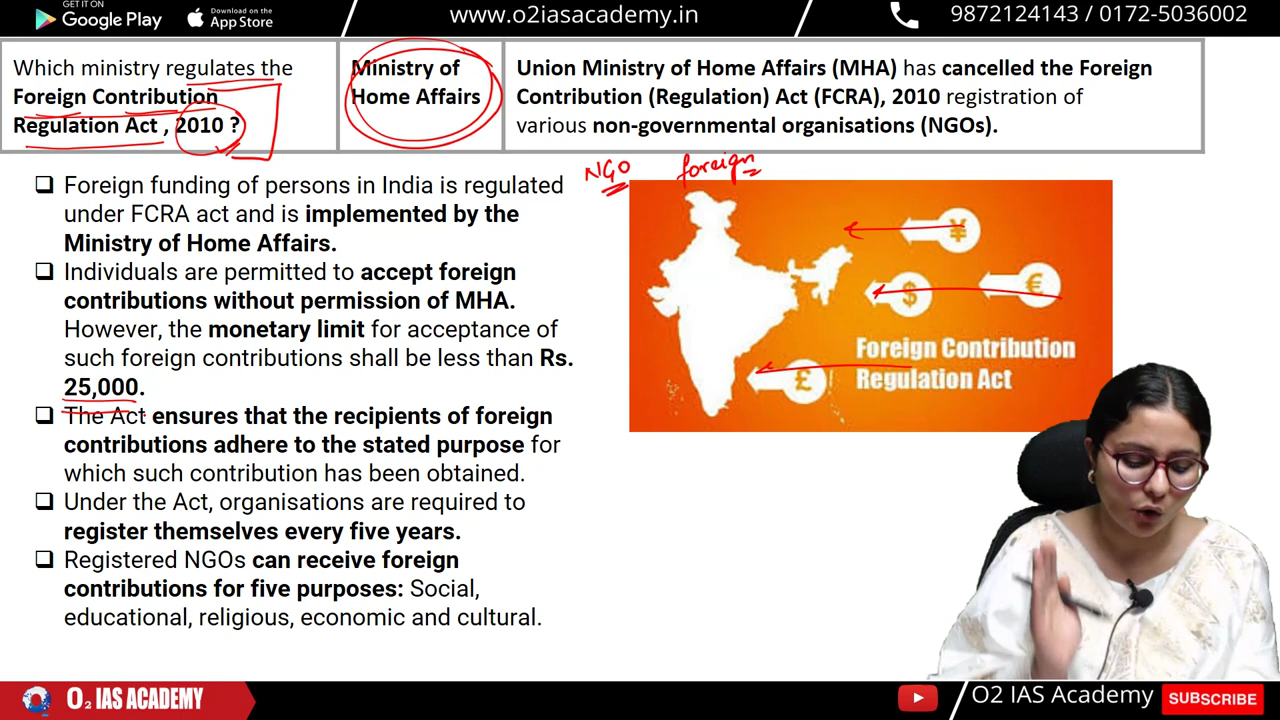 GET IT ON
Google Play
Download on the
App Store
www.o2iasacademy.in
9872124143 / 0172-5036002
Which ministry regulates the
Foreign Contribution
Regulation Act , 2010 ?
Ministry of
Home Affairs
Union Ministry of Home Affairs (MHA) has cancelled the Foreign
Contribution (Regulation) Act (FCRA), 2010 registration of
various non-governmental organisations (NGOs).
NGO foreign
Foreign funding of persons in India is regulated
under FCRA act and is implemented by the
Ministry of Home Affairs.
Individuals are permitted to accept foreign
contributions without permission of MHA.
However, the monetary limit for acceptance of
such foreign contributions shall be less than Rs.
25,000.
The Act ensures that the recipients of foreign
contributions adhere to the stated purpose for
which such contribution has been obtained.
Under the Act, organisations are required to
register themselves every five years.
Registered NGOs can receive foreign
contributions for five purposes: Social,
educational, religious, economic and cultural.
¥
$ €
£
Foreign Contribution
Regulation Act
O₂ IAS ACADEMY
O2 IAS Academy
SUBSCRIBE